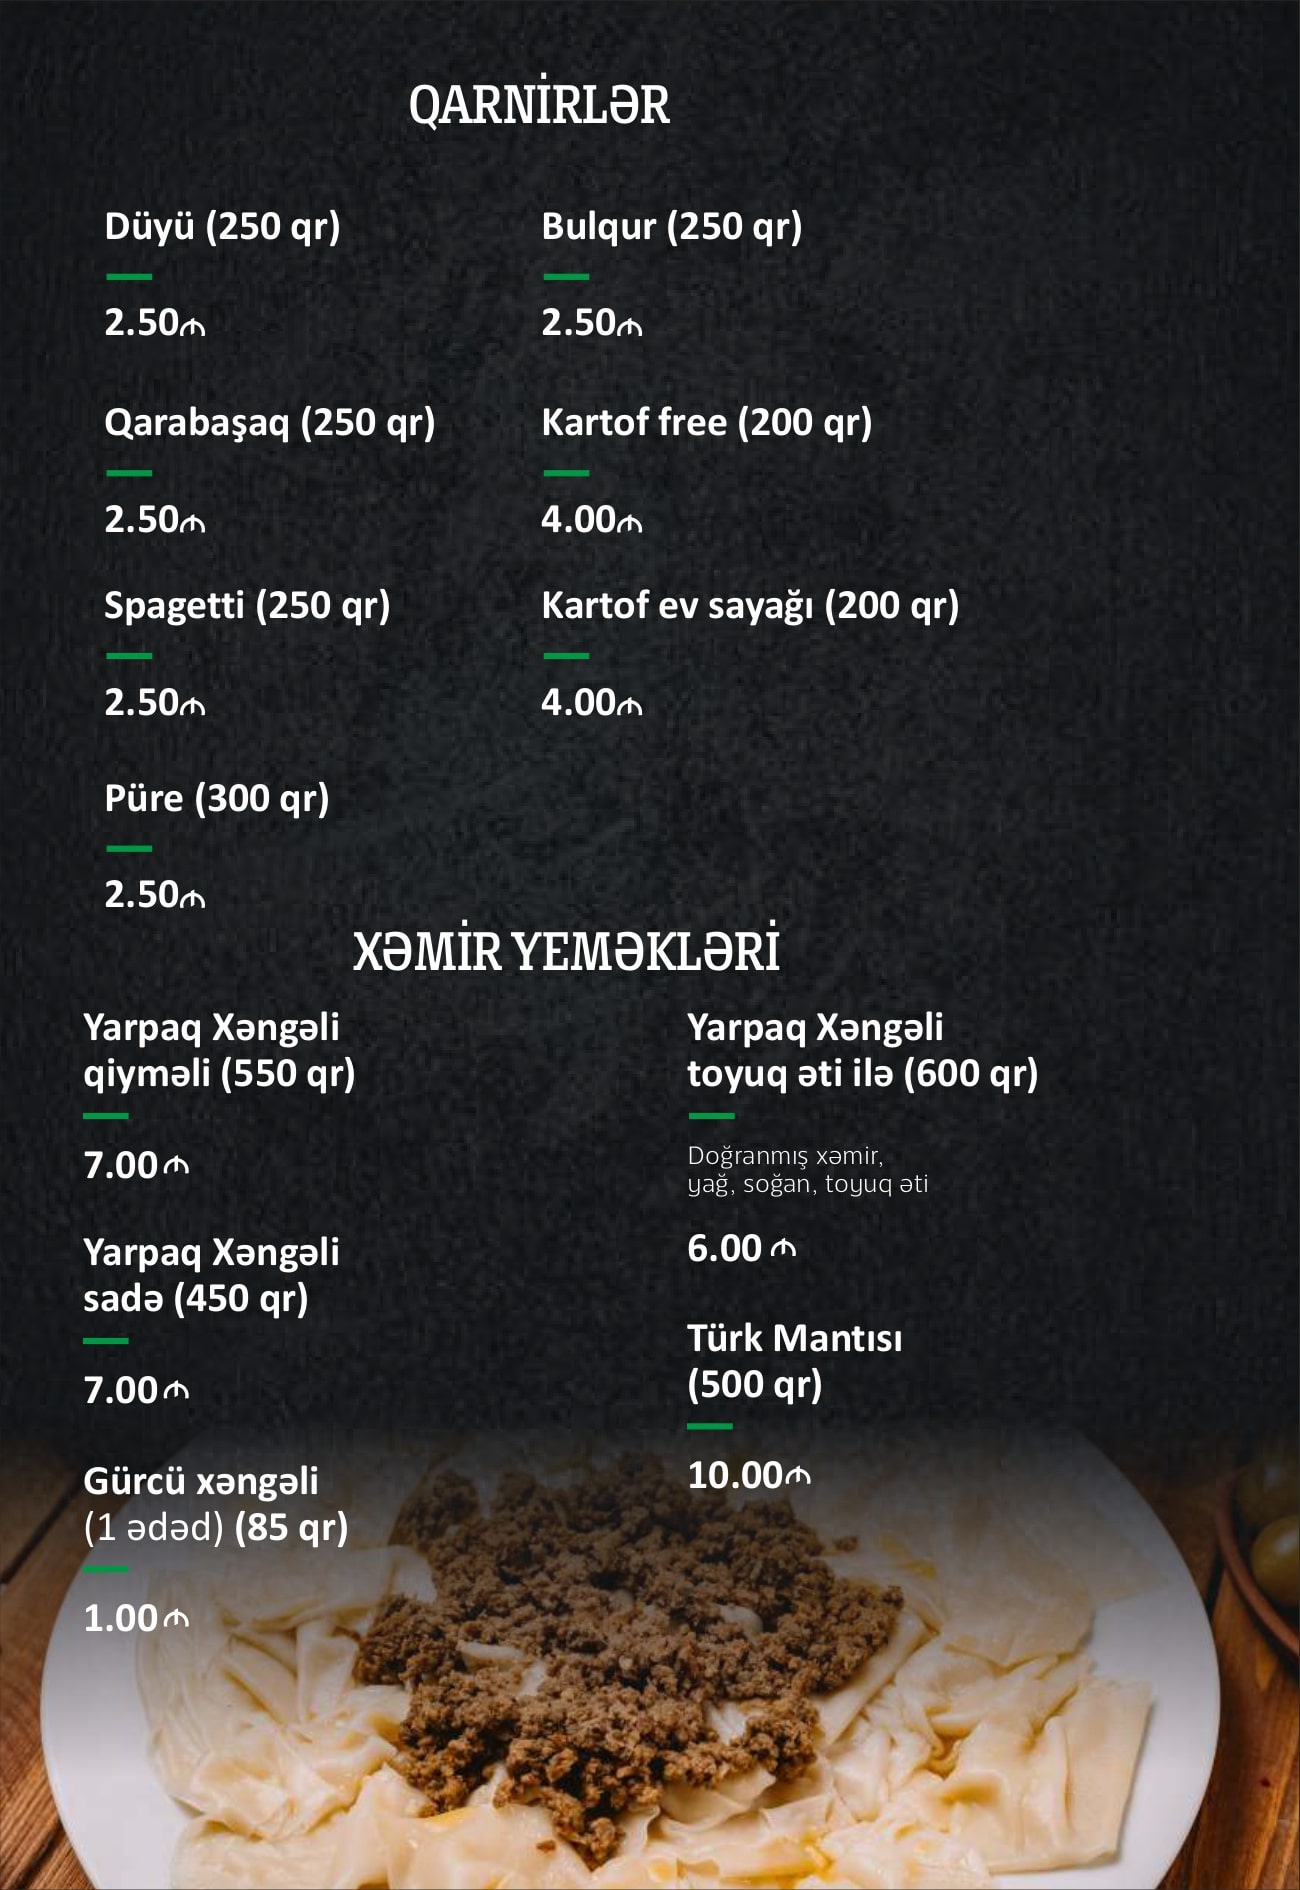 QARNİRLƏR
Düyü (250 qr)
2.50₼
Bulqur (250 qr)
2.50₼
Qarabaşaq (250 qr)
2.50₼
Kartof free (200 qr)
4.00₼
Spagetti (250 qr)
2.50₼
Kartof ev sayağı (200 qr)
4.00₼
Püre (300 qr)
2.50₼
XƏMİR YEMƏKLƏRİ
Yarpaq Xəngəli
qiyməli (550 qr)
7.00 ₼
Yarpaq Xəngəli
sadə (450 qr)
7.00 ₼
Gürcü xəngəli
(1 ədəd) (85 qr)
1.00 ₼
Yarpaq Xəngəli
toyuq əti ilə (600 qr)
Doğranmış xəmir,
yağ, soğan, toyuq əti
6.00 ₼
Türk Mantısı
(500 qr)
10.00₼